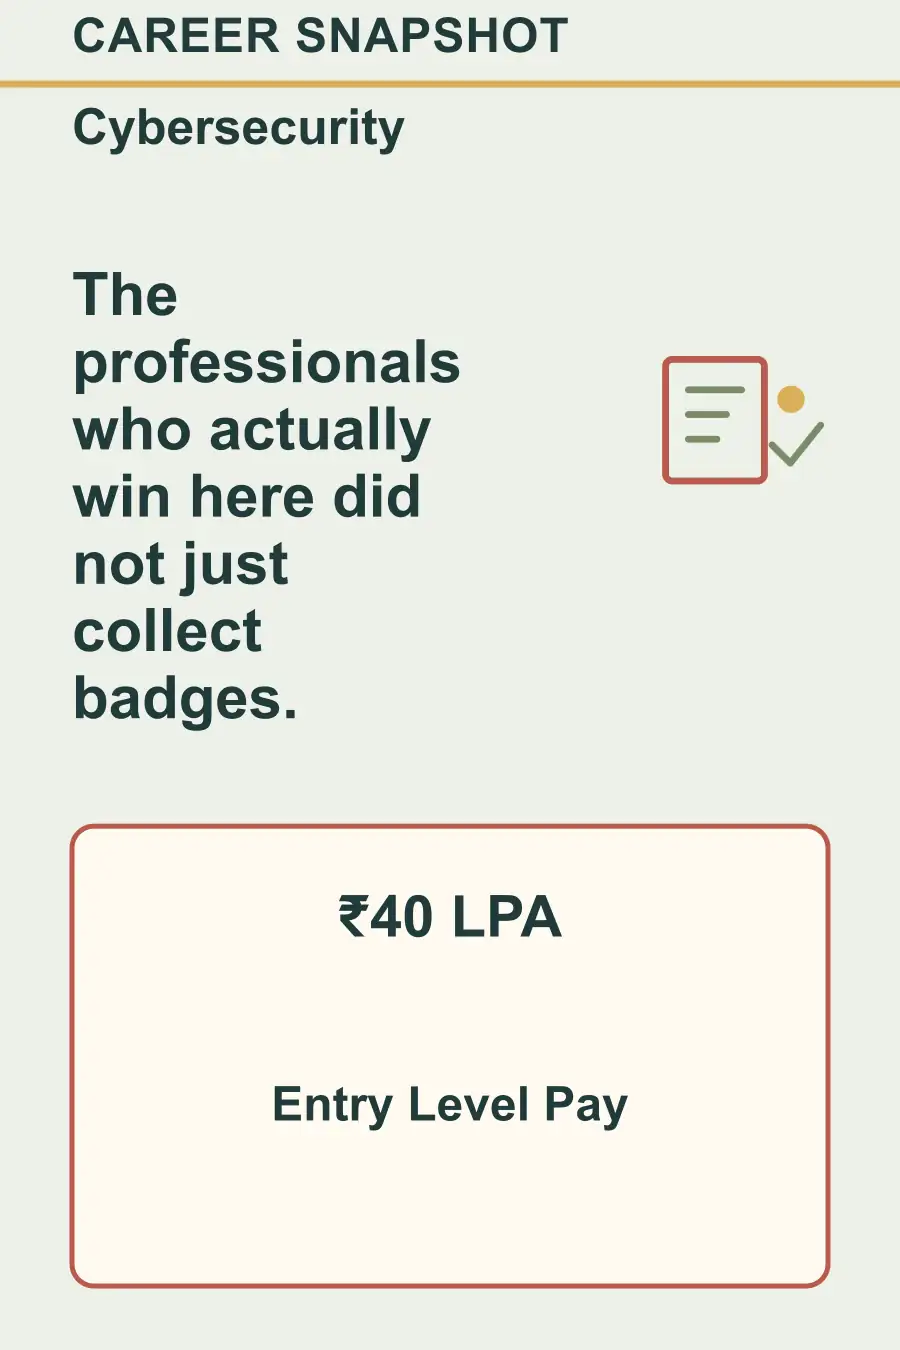 CAREER SNAPSHOT
Cybersecurity
The
professionals
who actually
win here did
not just
collect
badges.
₹40 LPA
Entry Level Pay